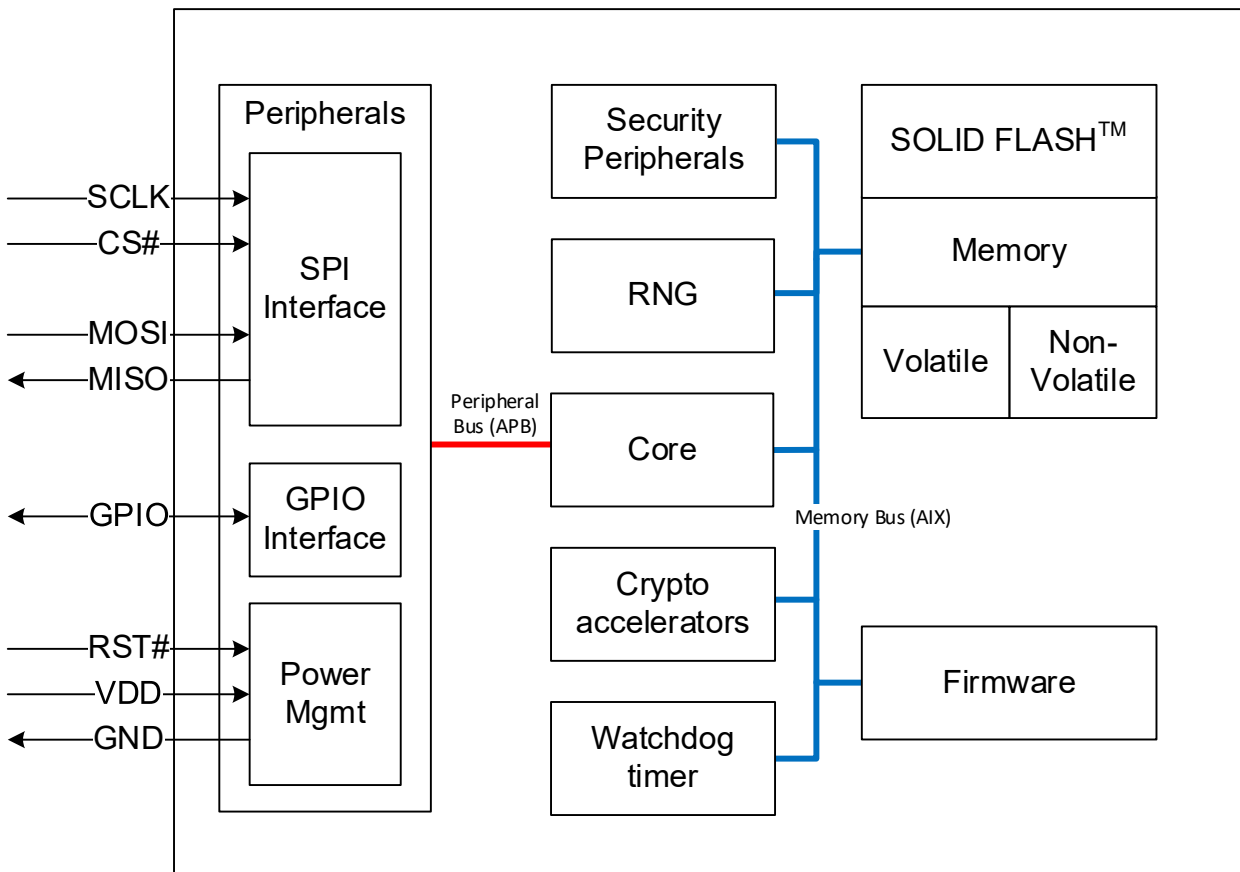 Peripherals
SCLK
CS#
MOSI
MISO
SPI
Interface
GPIO
GPIO
Interface
RST#
VDD
GND
Power
Mgmt
Peripheral
Bus (APB)
Security
Peripherals
RNG
Core
Crypto
accelerators
Watchdog
timer
Memory Bus (AIX)
SOLID FLASH™
Memory
Volatile
Non-
Volatile
Firmware